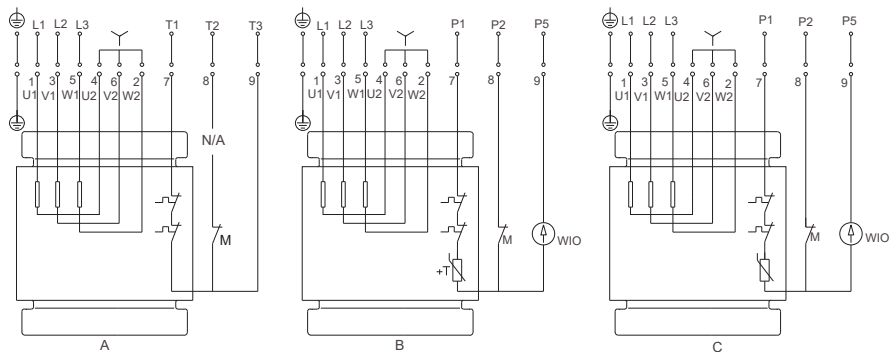 L1 L2 L3 T1 T2 T3
1 3 5 4 6 2 7 8 9
U1 V1 W1 U2 V2 W2
N/A
M
A
L1 L2 L3 P1 P2 P5
1 3 5 4 6 2 7 8 9
U1 V1 W1 U2 V2 W2
M
WIO
+T
B
L1 L2 L3 P1 P2 P5
1 3 5 4 6 2 7 8 9
U1 V1 W1 U2 V2 W2
M
WIO
C